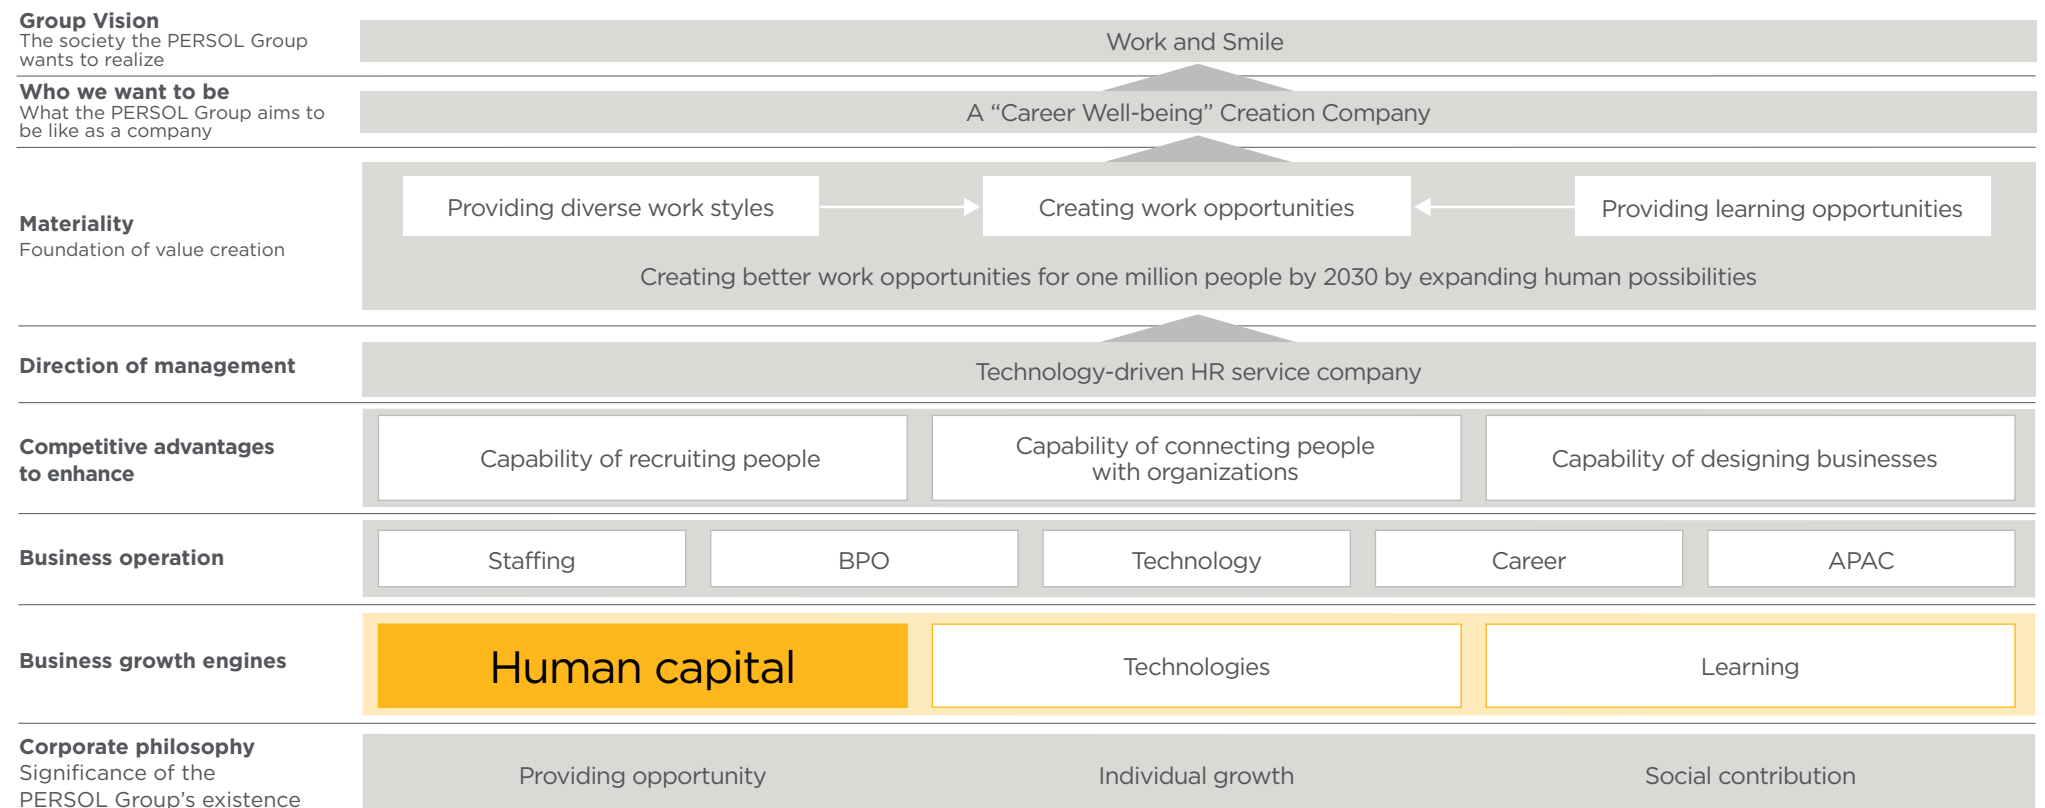 Group Vision
The society the PERSOL Group
wants to realize
Work and Smile
Who we want to be
What the PERSOL Group aims to
be like as a company
A “Career Well-being” Creation Company
Materiality
Foundation of value creation
Providing diverse work styles
Creating work opportunities
Providing learning opportunities
Creating better work opportunities for one million people by 2030 by expanding human possibilities
Direction of management
Technology-driven HR service company
Competitive advantages
to enhance
Capability of recruiting people
Capability of connecting people
with organizations
Capability of designing businesses
Business operation
Staffing
BPO
Technology
Career
APAC
Business growth engines
Human capital
Technologies
Learning
Corporate philosophy
Significance of the
PERSOL Group’s existence
Providing opportunity
Individual growth
Social contribution